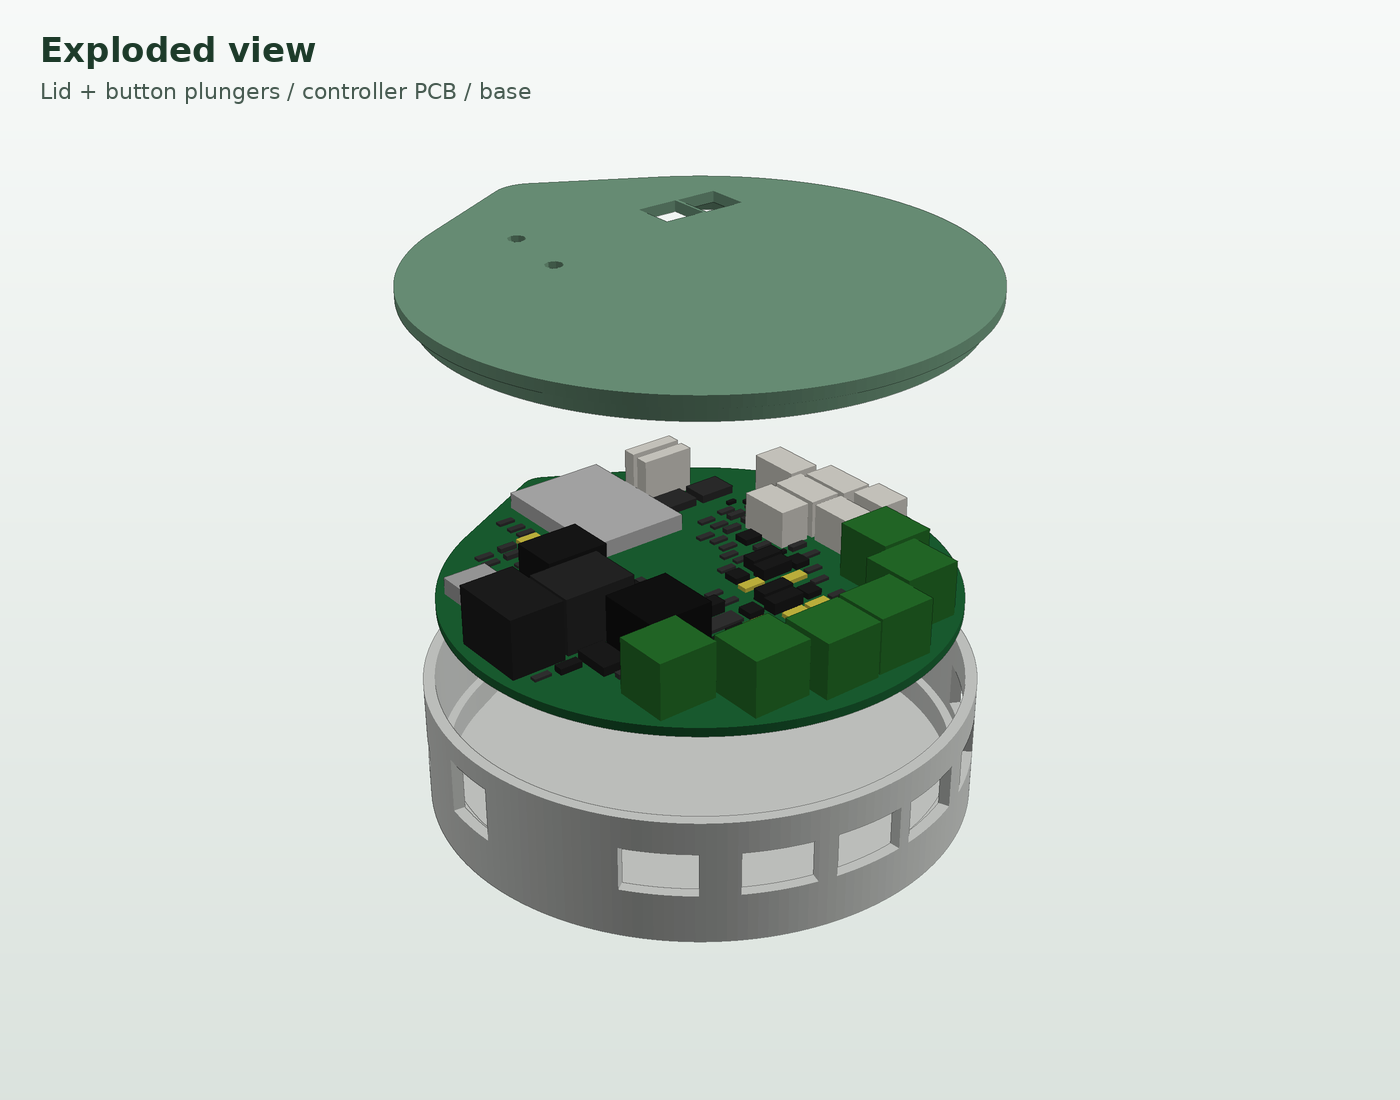 Exploded view
Lid + button plungers / controller PCB / base